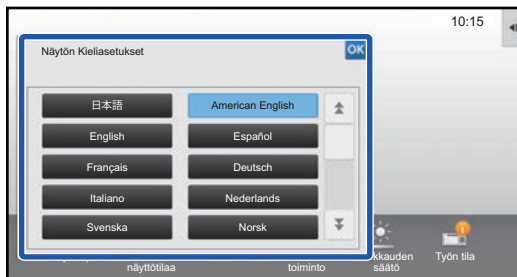 10:15
Näytön Kieliasetukset
OK
日本語
American English
English
Español
Français
Deutsch
Italiano
Nederlands
Svenska
Norsk
näyttötilaa
toiminto
kkauden
säätö
Työn tila